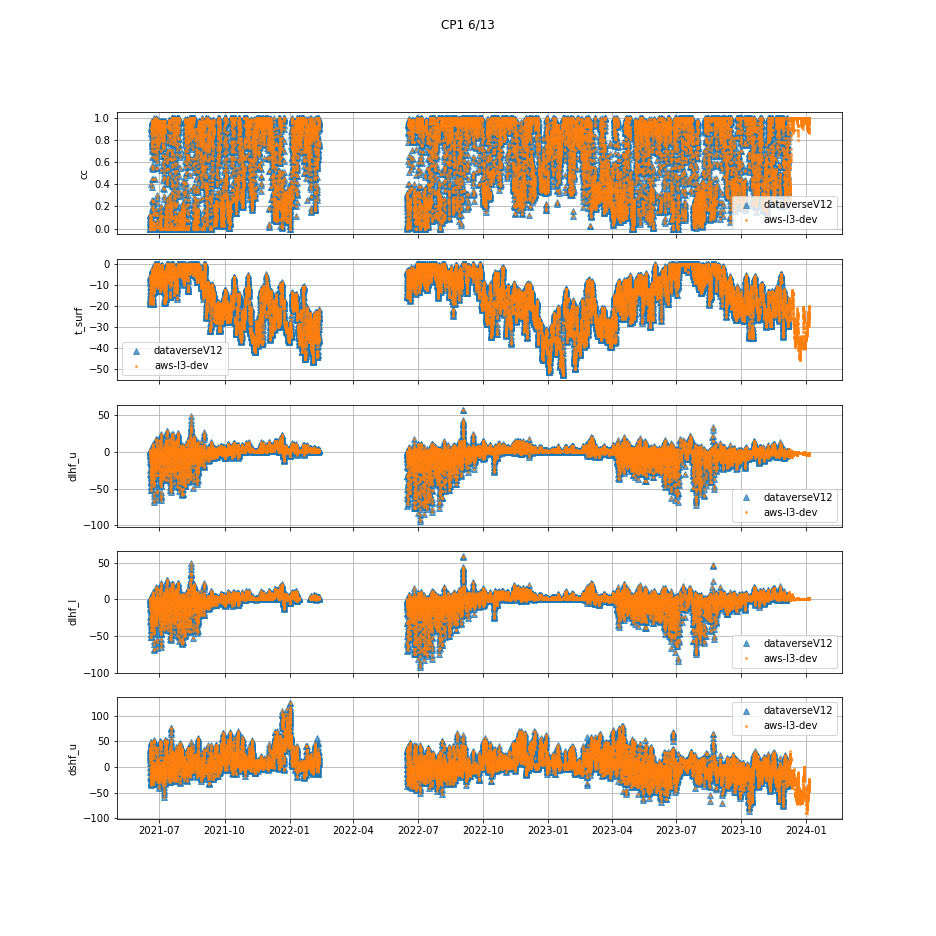 CP1 6/13
1.0
0.8
0.6
0.4
0.2
0.0
cc
dataverseV12
aws-l3-dev
0
−10
−20
−30
−40
−50
t_surf
dataverseV12
aws-l3-dev
50
0
−50
−100
dlhf_u
dataverseV12
aws-l3-dev
50
0
−50
−100
dlhf_l
dataverseV12
aws-l3-dev
100
50
0
−50
−100
dshf_u
dataverseV12
aws-l3-dev
2021-07 2021-10 2022-01 2022-04 2022-07 2022-10 2023-01 2023-04 2023-07 2023-10 2024-01